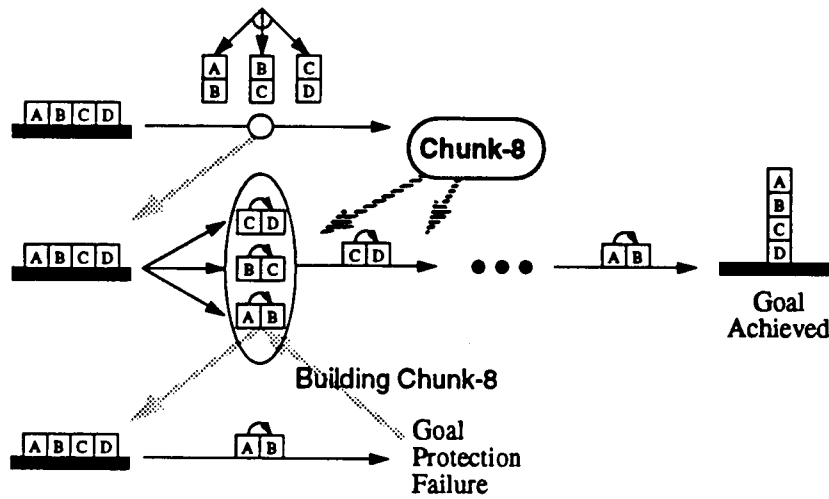 A B C
B C D
A B C D
Chunk-8
A
B
C
D
C D
A B C D
B C
C D
A B
A B
Goal
Achieved
Building Chunk-8
A B C D
A B
Goal
Protection
Failure